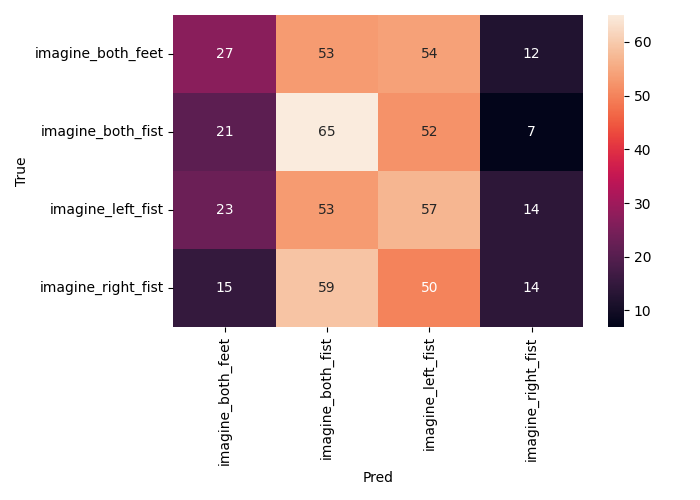 True
imagine_both_feet 27 53 54 12
imagine_both_fist 21 65 52 7
imagine_left_fist 23 53 57 14
imagine_right_fist 15 59 50 14
imagine_both_feet
imagine_both_fist
imagine_left_fist
imagine_right_fist
Pred
60
50
40
30
20
10